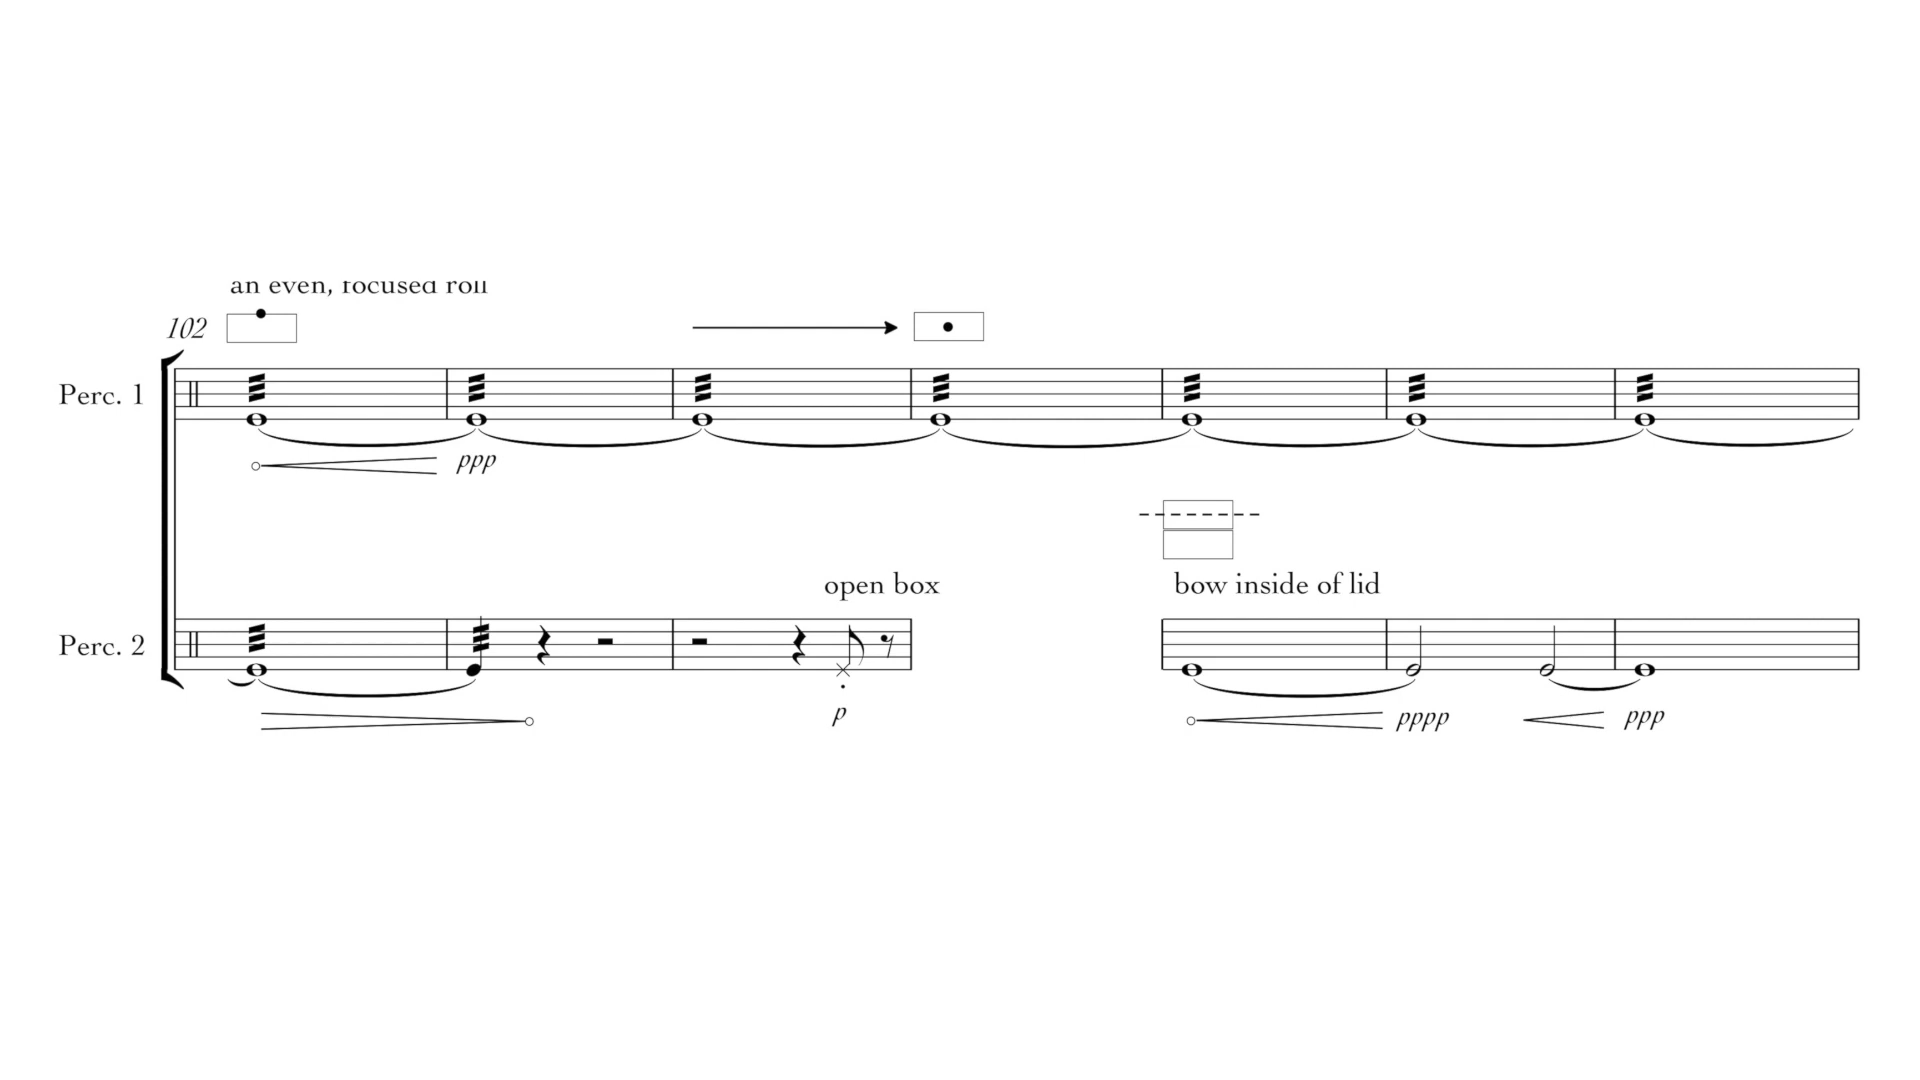 an even, focused roll
102
Perc. 1
ppp
open box
bow inside of lid
Perc. 2
p
pppp
ppp